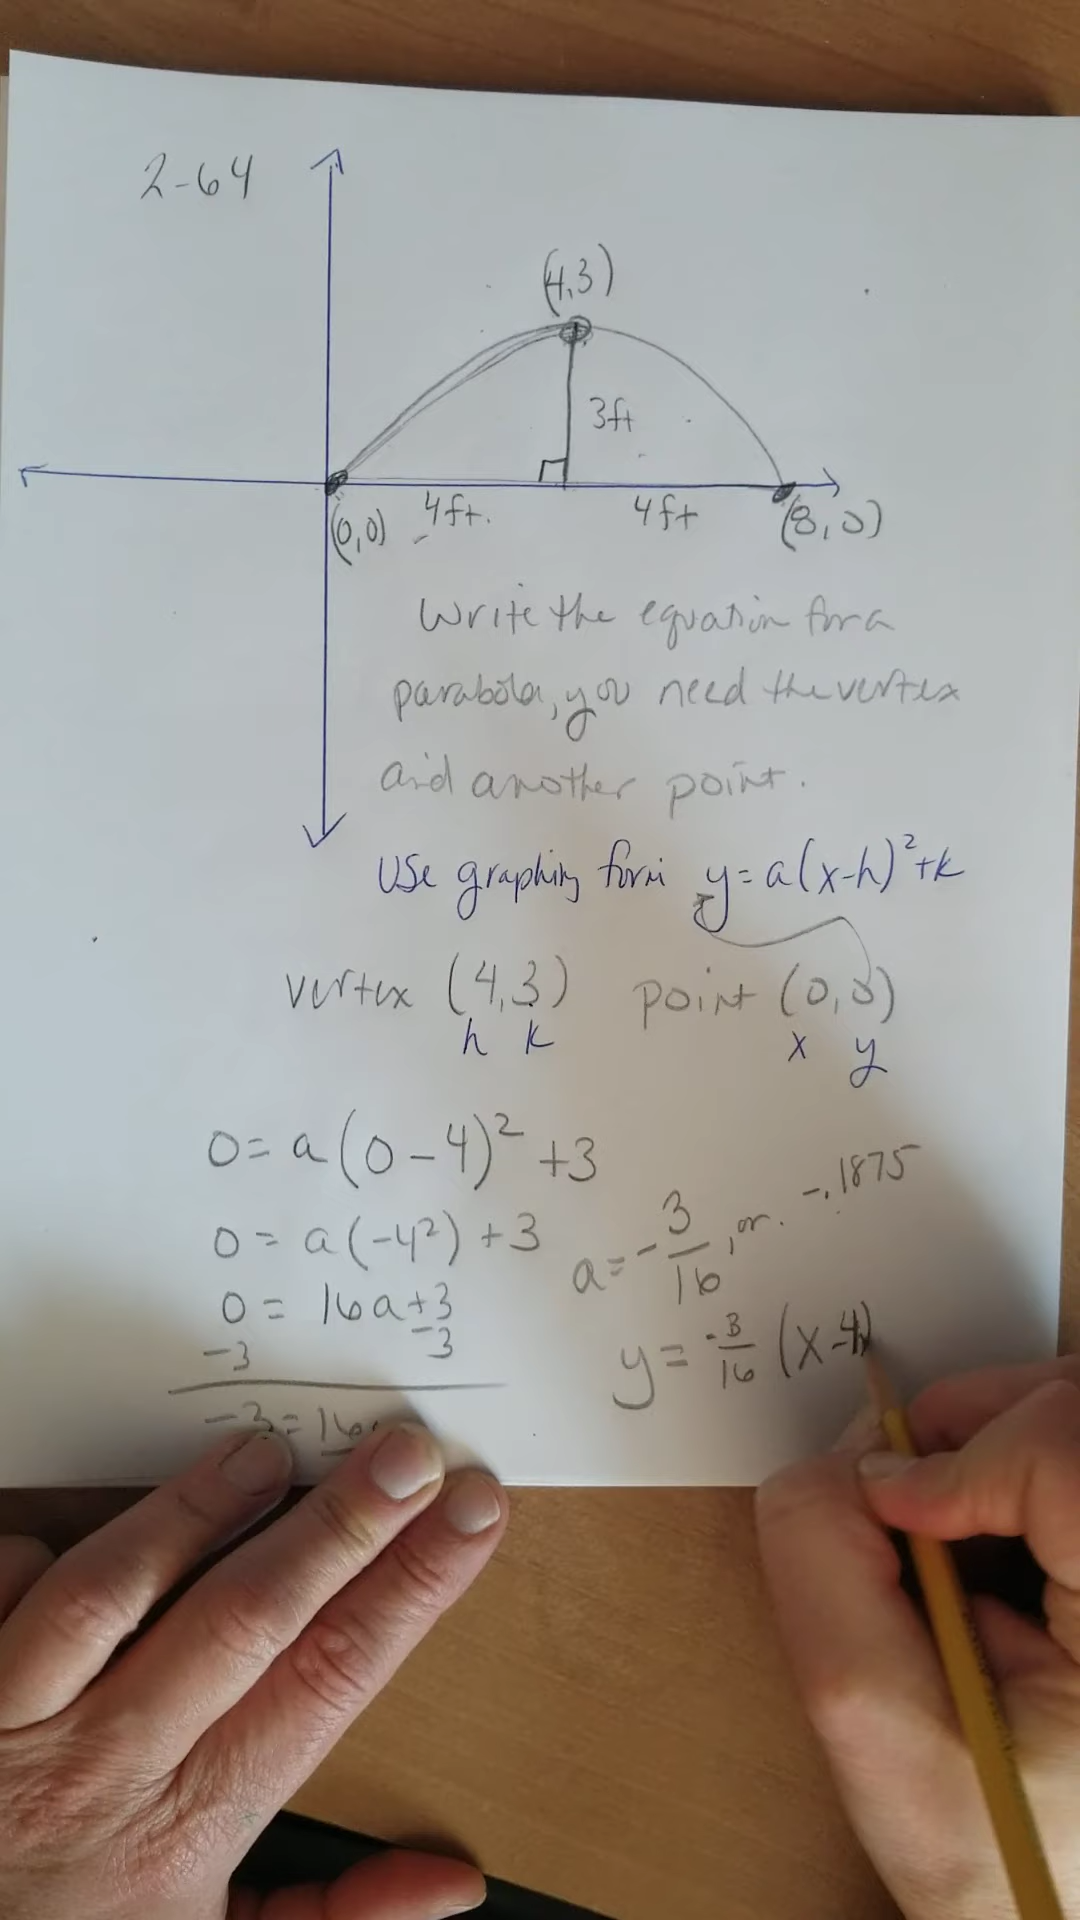 2-64
(4,3)
3ft
4ft. 4ft
(0,0) (8,0)
Write the equation for a
parabola, you need the vertex
and another point.
Use graphing form y=a(x-h)²+k
vertex (4,3) point (0,0)
h k x y
0=a(0-4)²+3
0=a(-4²)+3
0=16a+3
-3 -3
-3=16
a=-3/16, or. -.1875
y=-3/16(x-4)